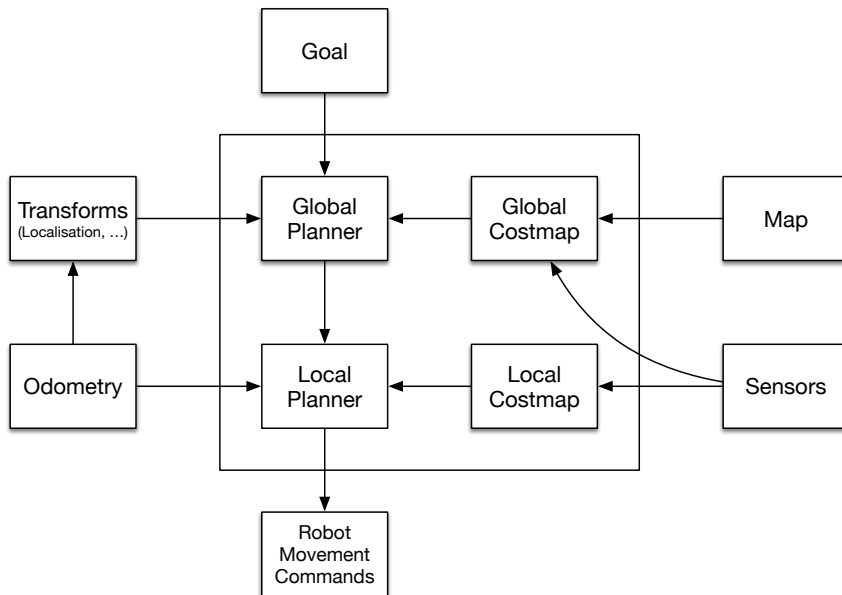 Goal
Transforms
(Localisation, ...)
Global
Planner
Global
Costmap
Map
Odometry
Local
Planner
Local
Costmap
Sensors
Robot
Movement
Commands